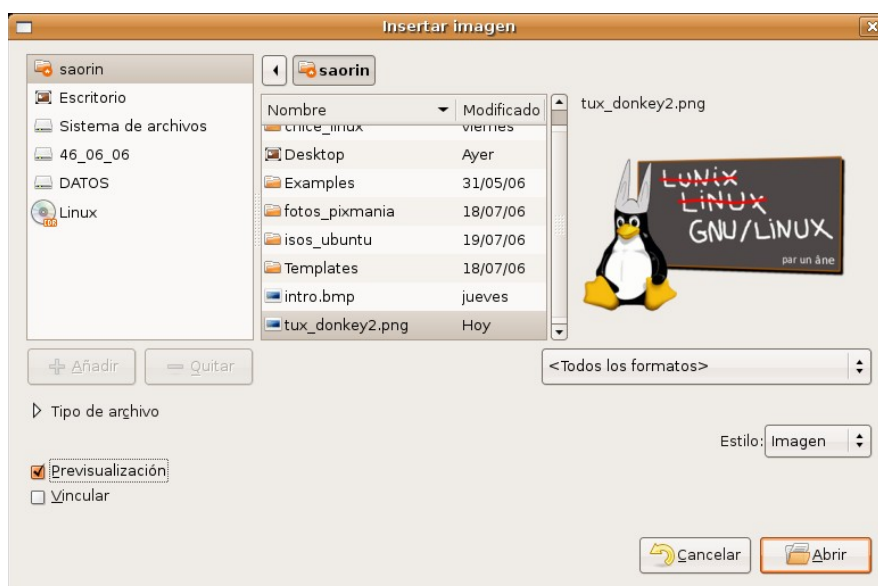 Insertar imagen
saorin
Escritorio
Sistema de archivos
46_06_06
DATOS
Linux
saorin
Nombre Modificado
chice_linux viernes
Desktop Ayer
Examples 31/05/06
fotos_pixmania 18/07/06
isos_ubuntu 19/07/06
Templates 18/07/06
intro.bmp jueves
tux_donkey2.png Hoy
tux_donkey2.png
LUNiX
LiNUX
GNU/LiNUX
par un âne
Añadir
Quitar
<Todos los formatos>
Tipo de archivo
Estilo: Imagen
Previsualización
Vincular
Cancelar
Abrir